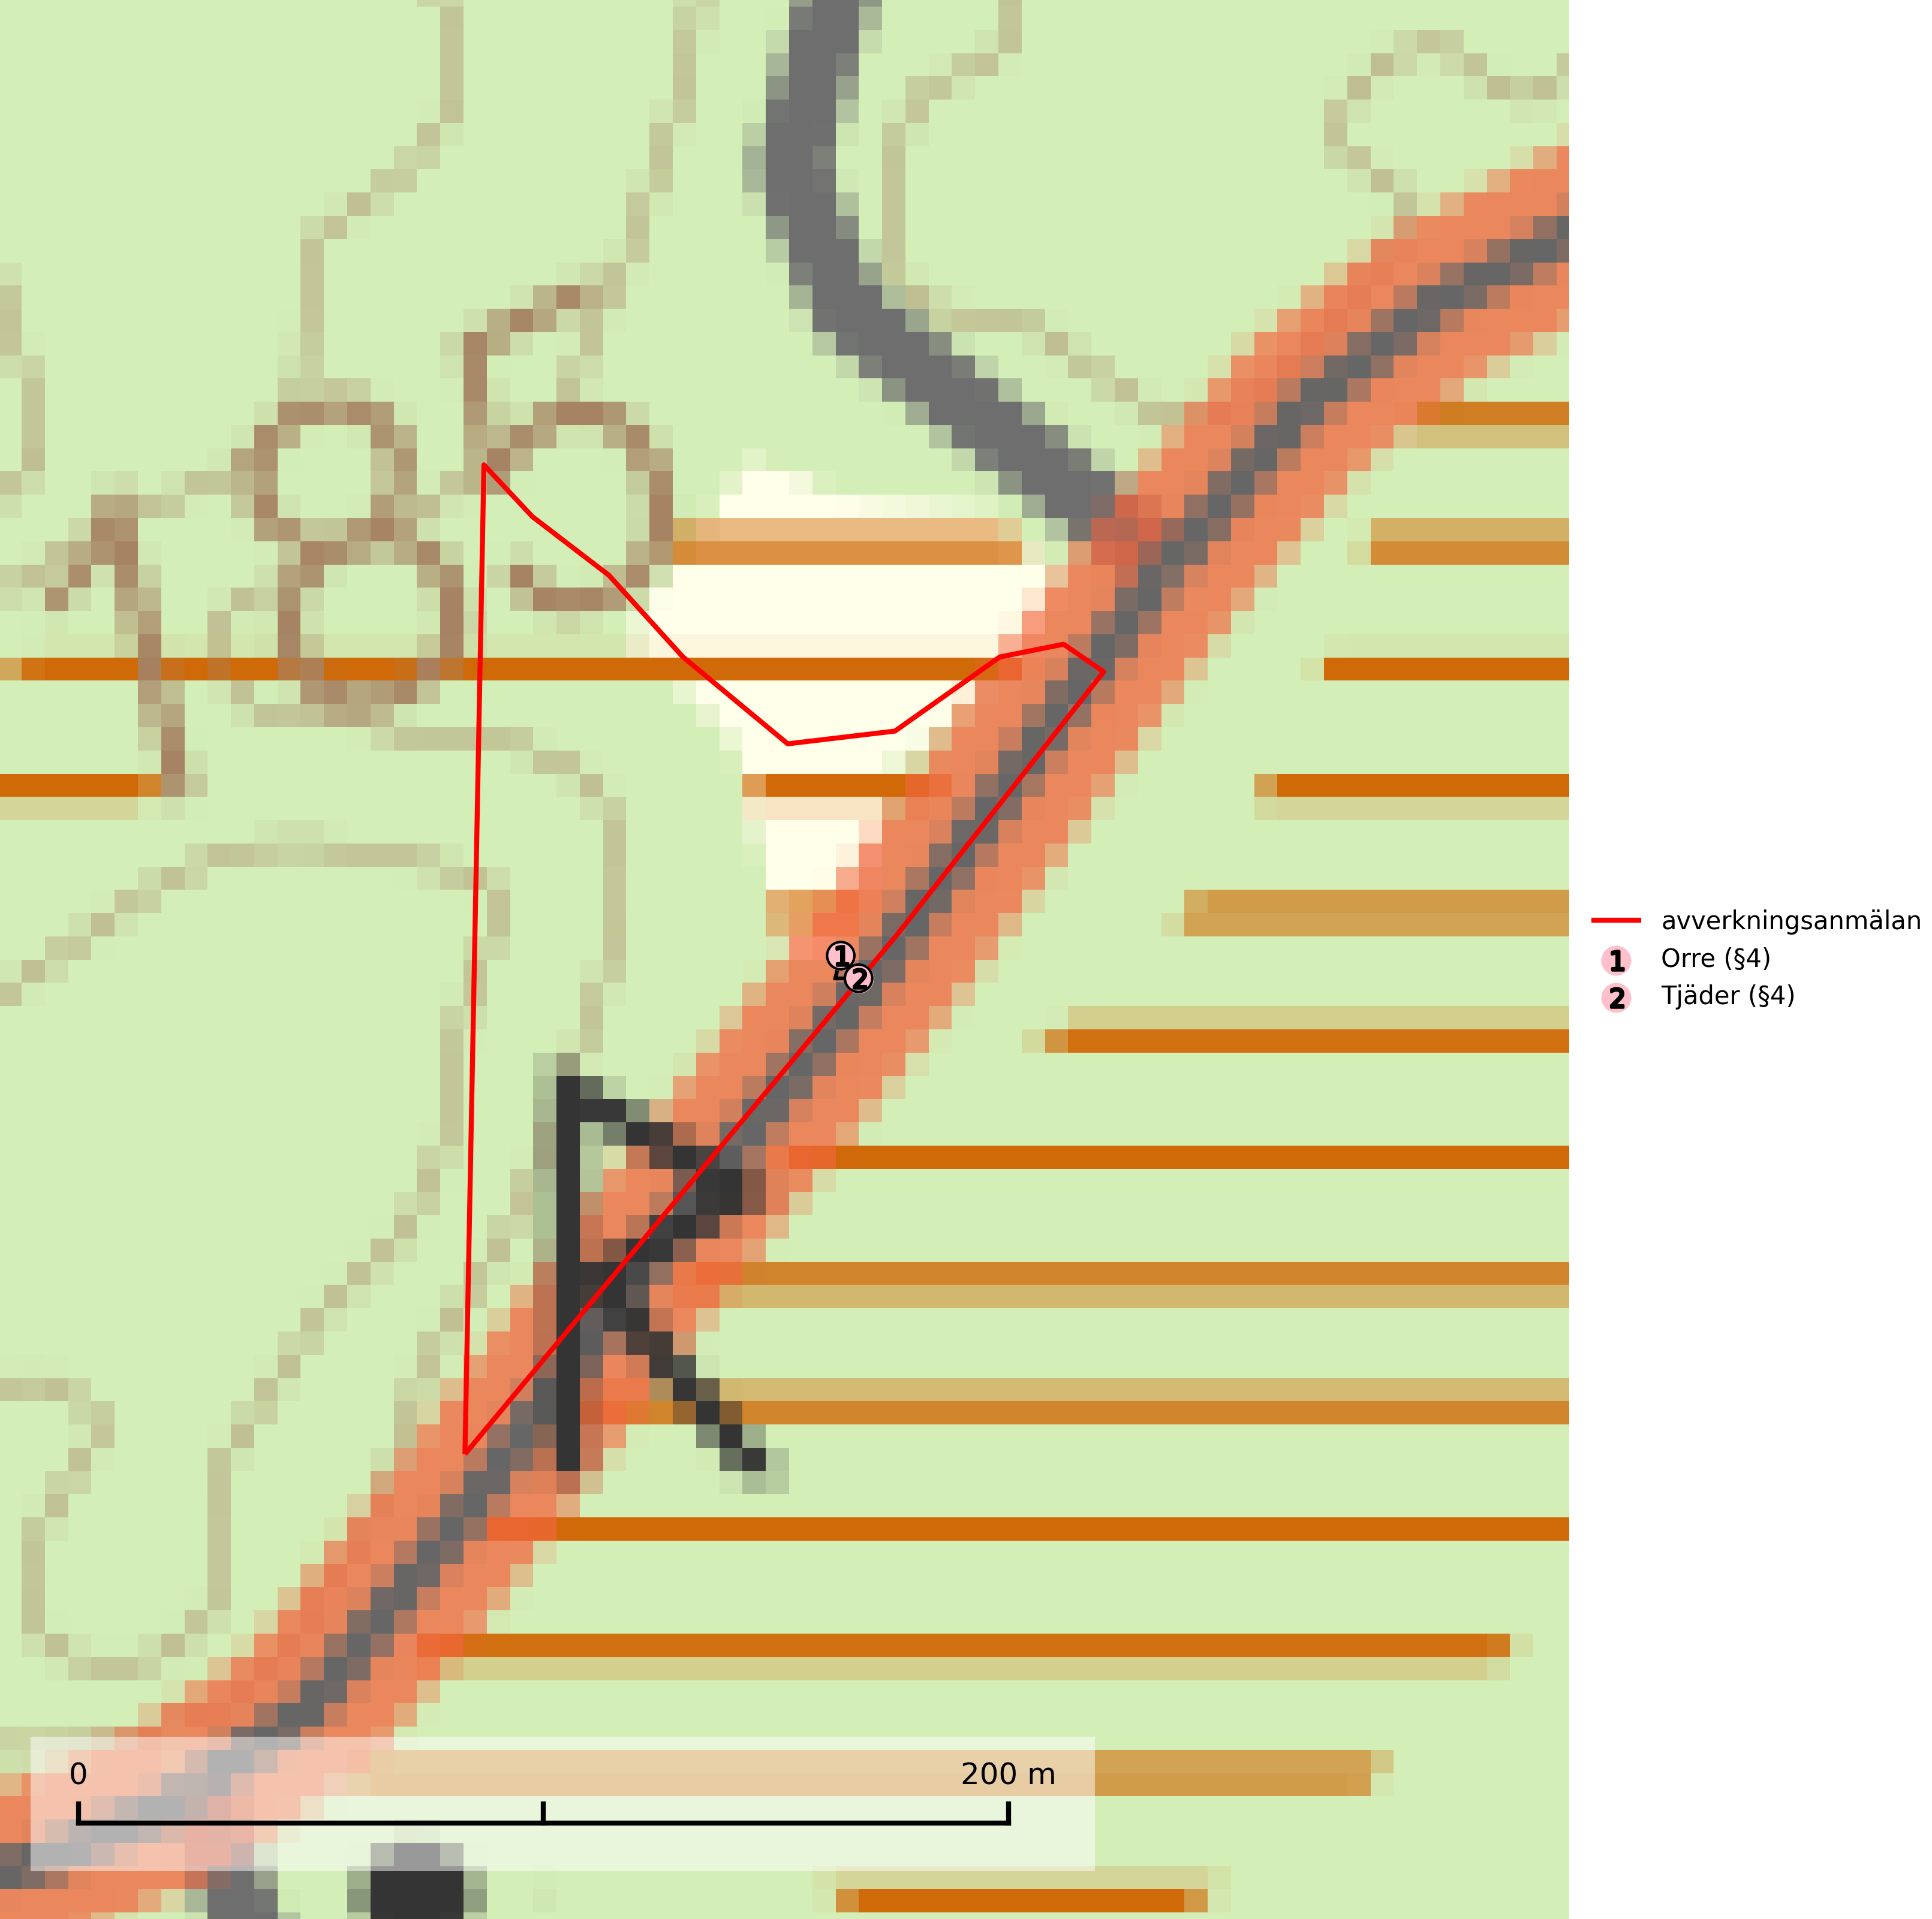 1
2
avverkningsanmälan
1 Orre (§4)
2 Tjäder (§4)
0 200 m